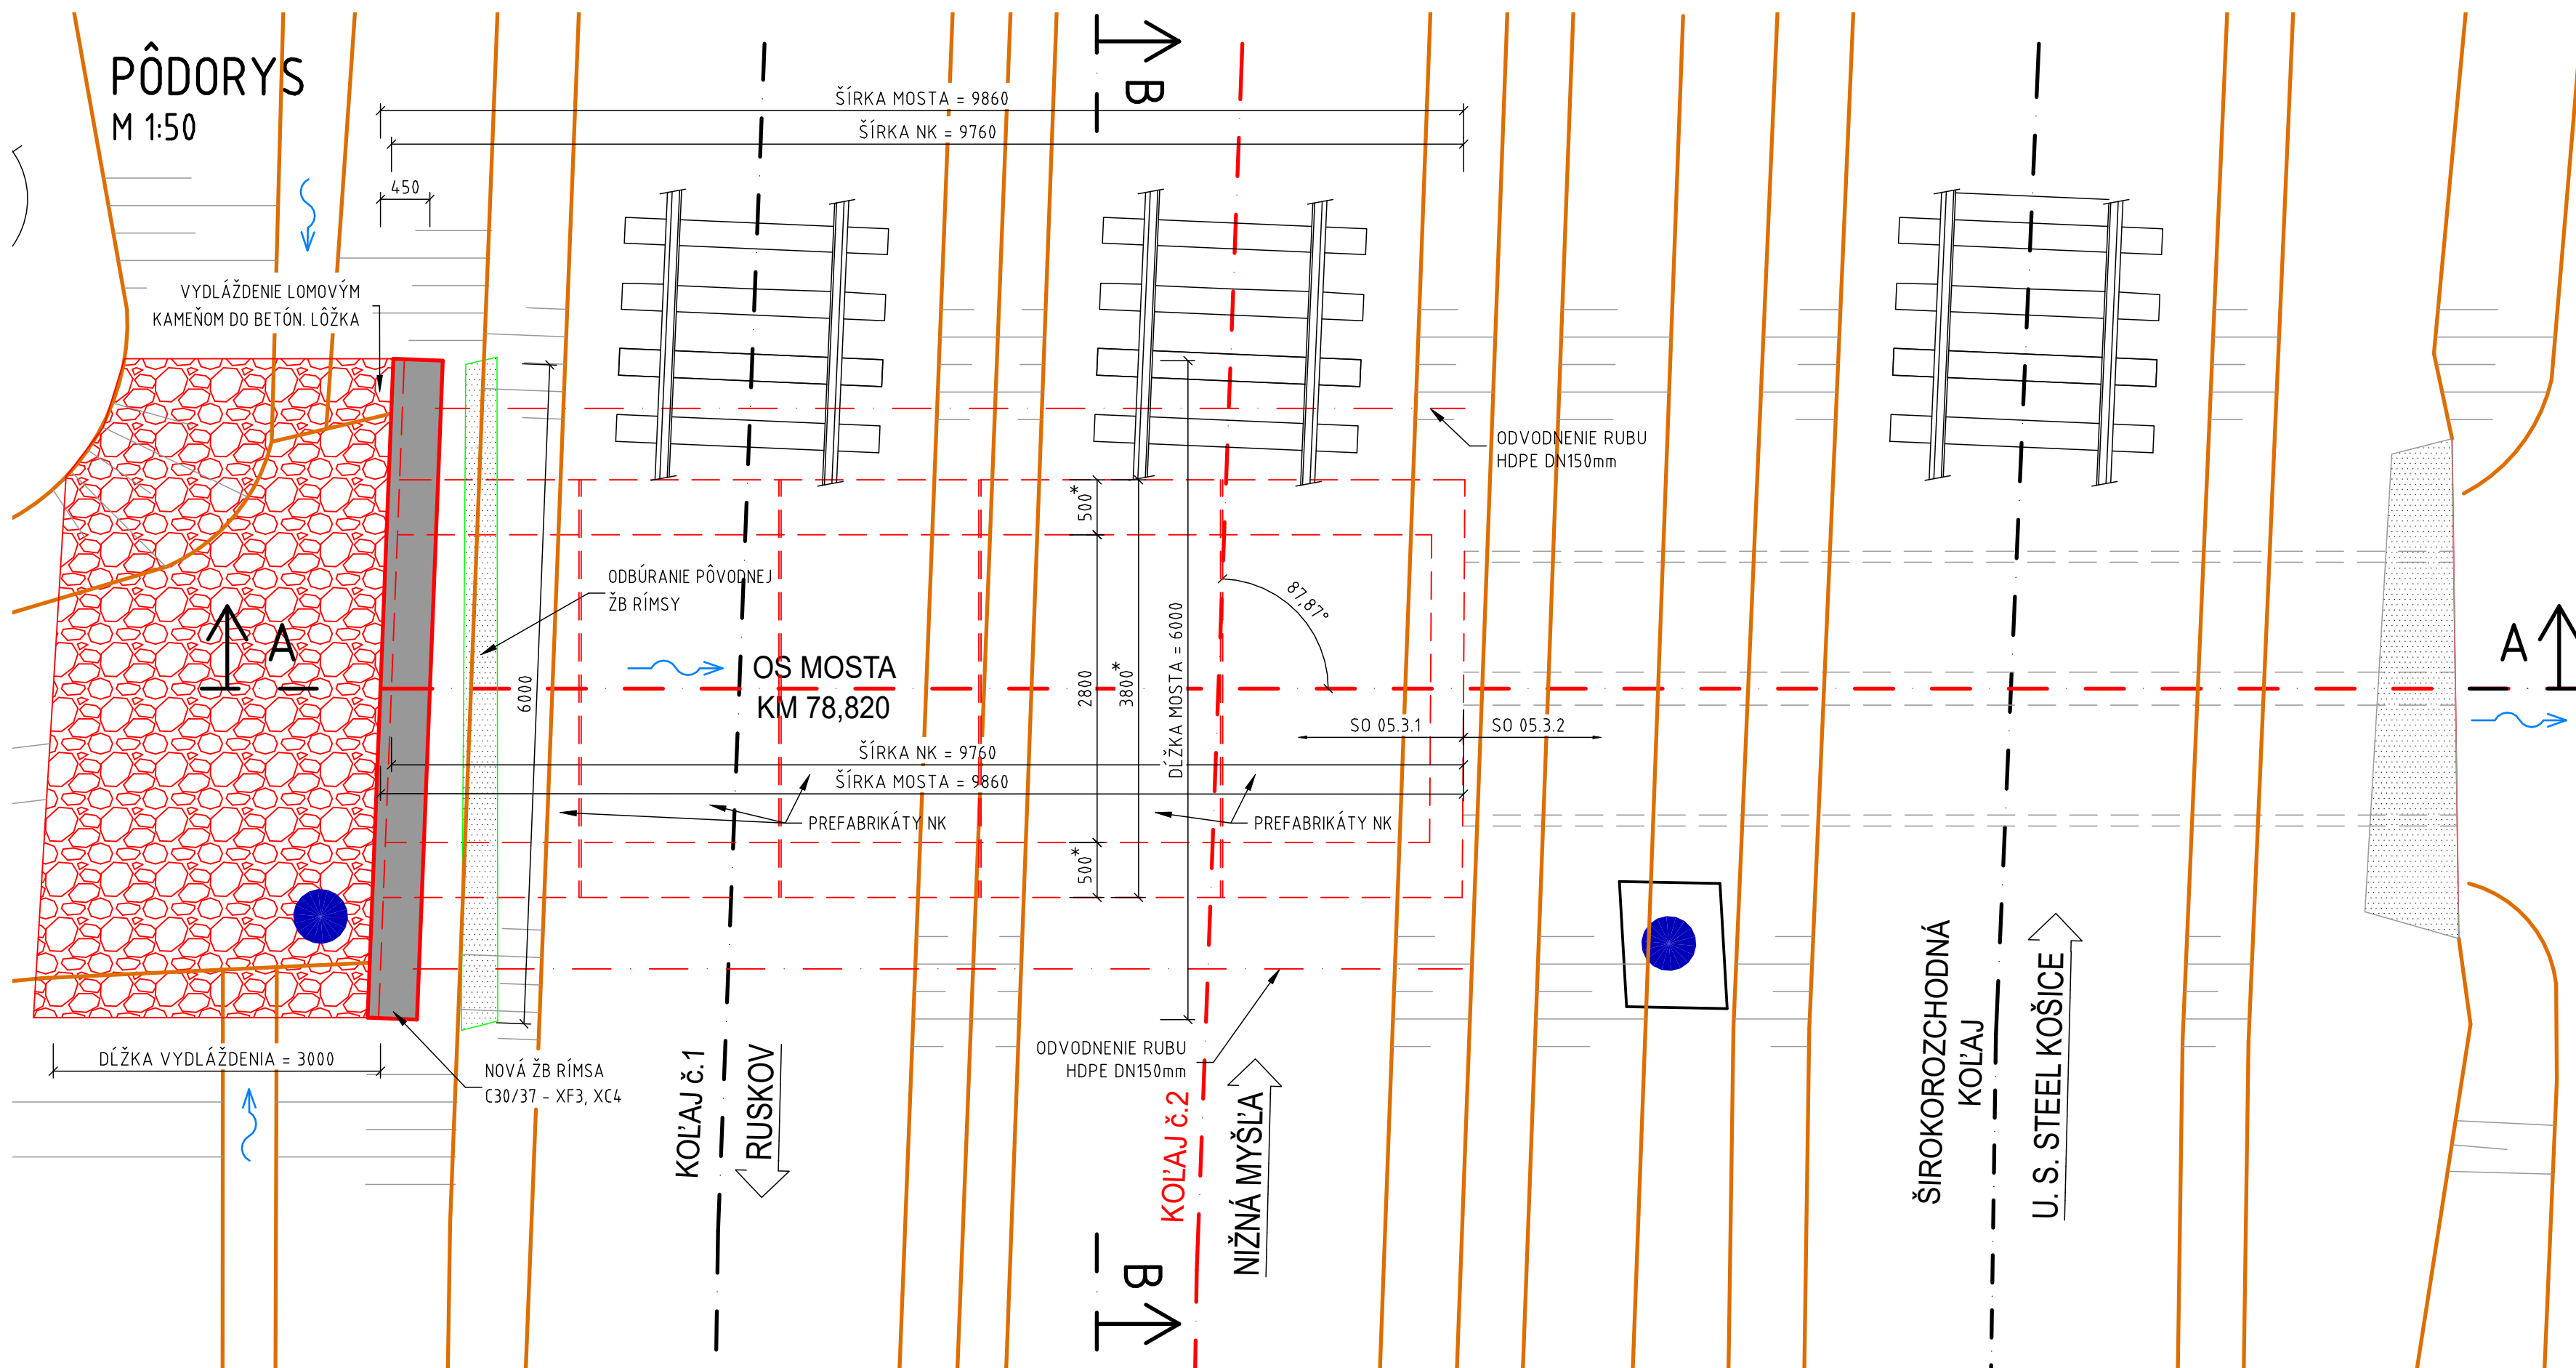 PÔDORYS
M 1:50
B
ŠÍRKA MOSTA = 9860
ŠÍRKA NK = 9760
450
VYDLÁŽDENIE LOMOVÝM
KAMEŇOM DO BETÓN. LÔŽKA
ODVODNENIE RUBU
HDPE DN150mm
500*
ODBÚRANIE PÔVODNEJ
ŽB RÍMSY
87,87°
A
A
6000
OS MOSTA
KM 78,820
2800
3800*
DĹŽKA MOSTA = 6000
SO 05.3.1
SO 05.3.2
ŠÍRKA NK = 9760
ŠÍRKA MOSTA = 9860
PREFABRIKÁTY NK
PREFABRIKÁTY NK
500*
DĹŽKA VYDLÁŽDENIA = 3000
NOVÁ ŽB RÍMSA
C30/37 - XF3, XC4
KOĽAJ č.1
RUSKOV
ODVODNENIE RUBU
HDPE DN150mm
KOĽAJ č.2
NIŽNÁ MYŠĽA
ŠIROKOROZCHODNÁ
KOĽAJ
U. S. STEEL KOŠICE
B